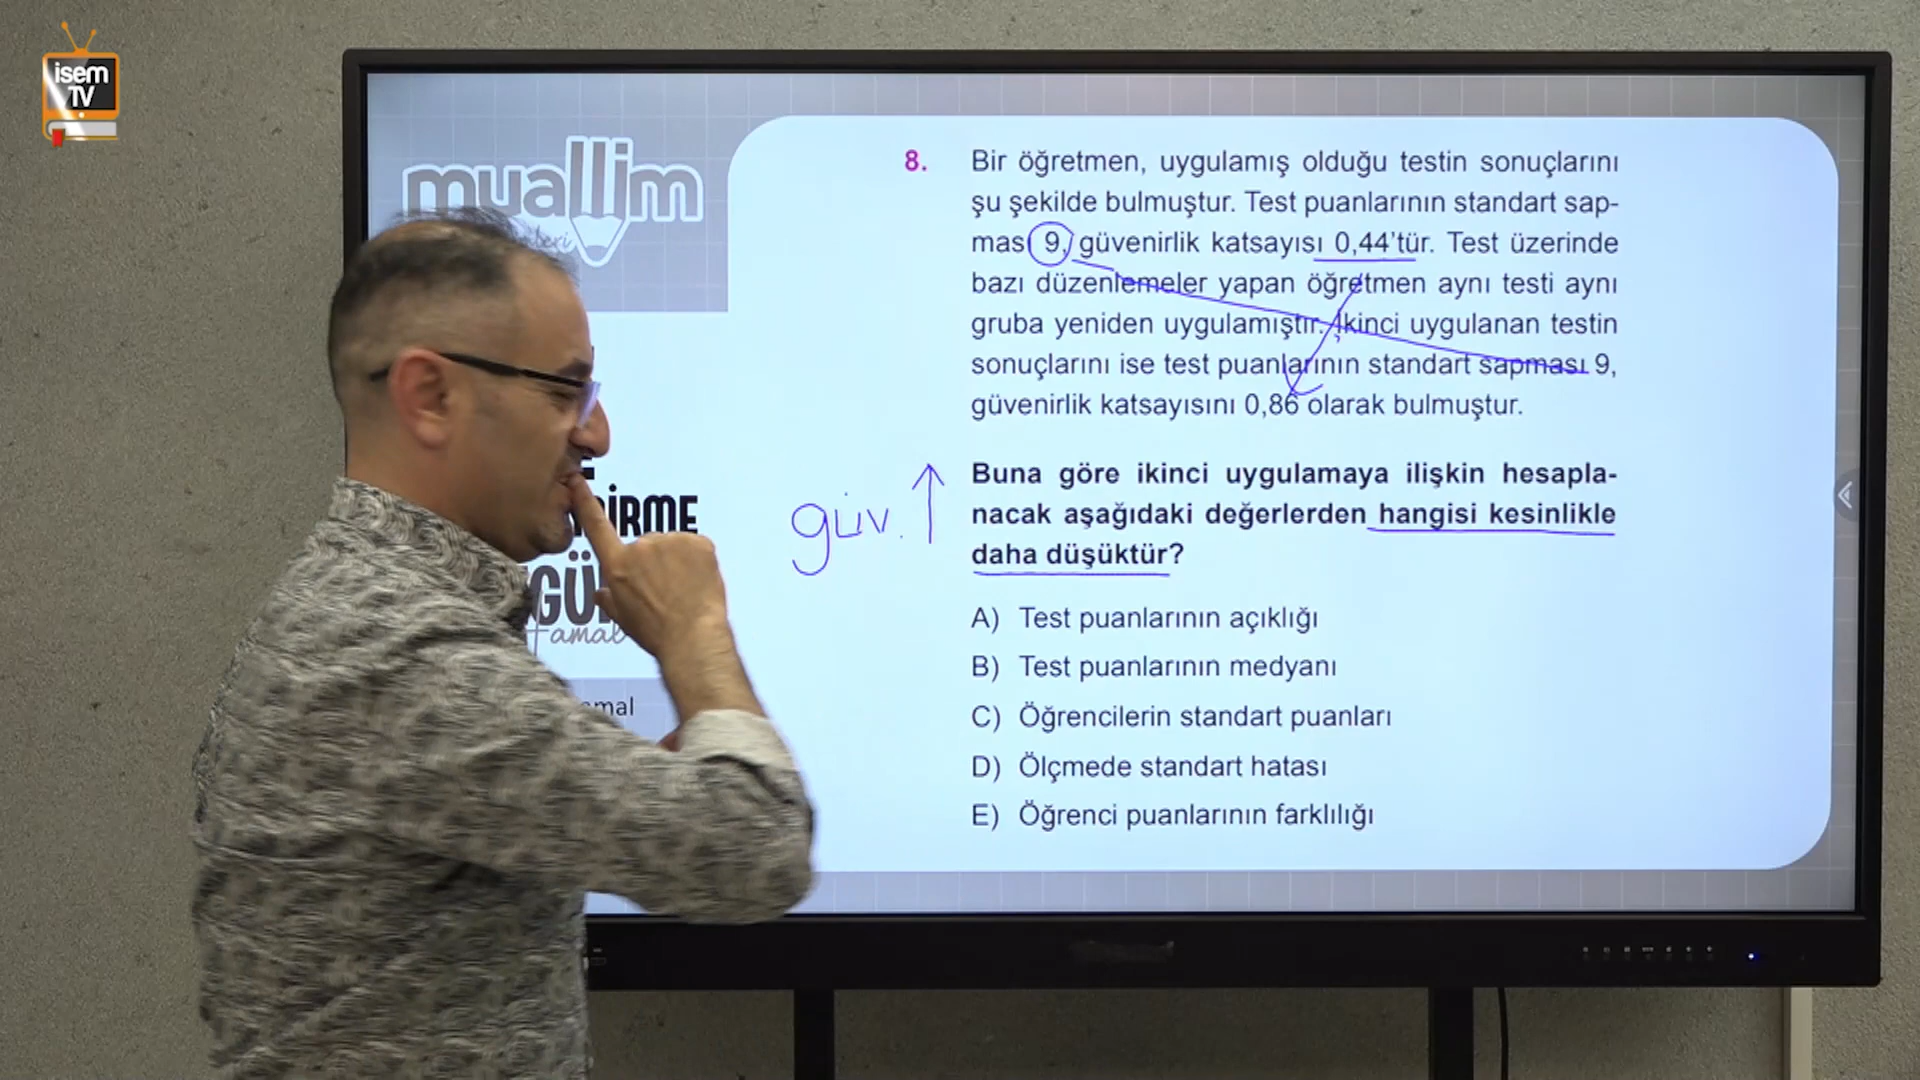 isem
TV
muallim
8. Bir öğretmen, uygulamış olduğu testin sonuçlarını
şu şekilde bulmuştur. Test puanlarının standart sap-
ması 9, güvenirlik katsayısı 0,44'tür. Test üzerinde
bazı düzenlemeler yapan öğretmen aynı testi aynı
gruba yeniden uygulamıştır. İkinci uygulanan testin
sonuçlarını ise test puanlarının standart sapması 9,
güvenirlik katsayısını 0,86 olarak bulmuştur.
güv.
Buna göre ikinci uygulamaya ilişkin hesapla-
nacak aşağıdaki değerlerden hangisi kesinlikle
daha düşüktür?
A) Test puanlarının açıklığı
B) Test puanlarının medyanı
C) Öğrencilerin standart puanları
D) Ölçmede standart hatası
E) Öğrenci puanlarının farklılığı